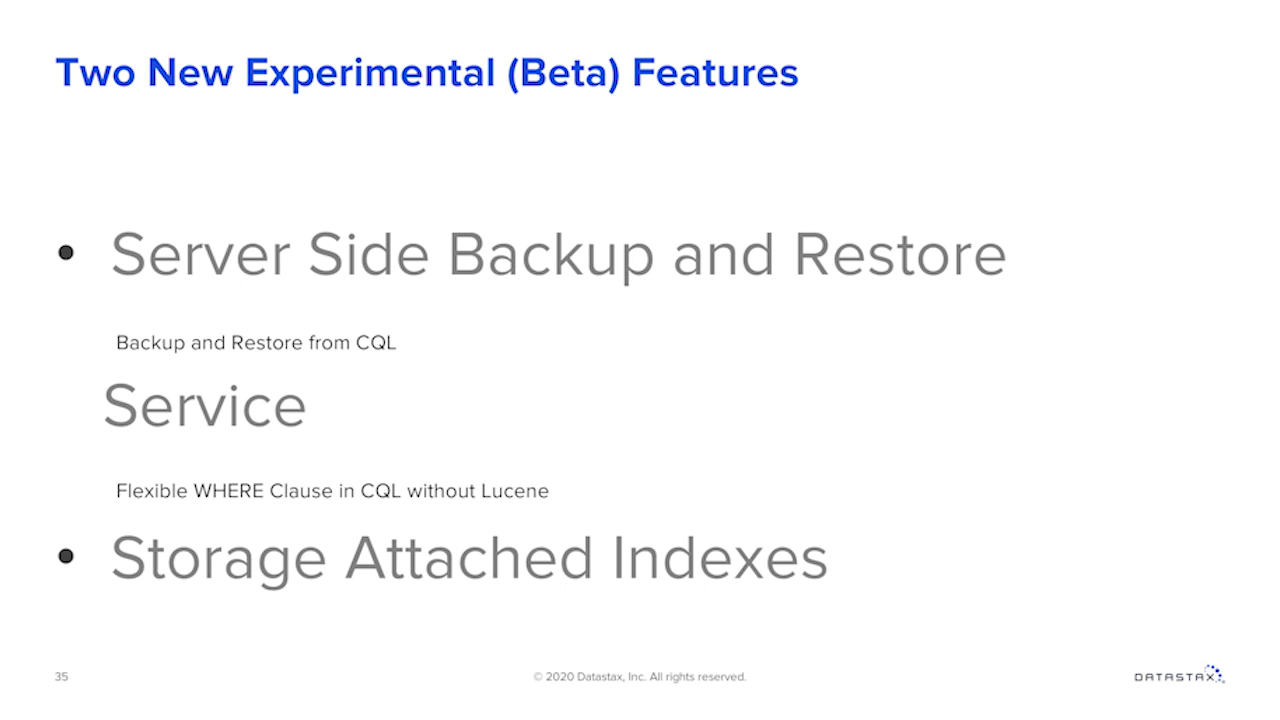 Two New Experimental (Beta) Features
• Server Side Backup and Restore
Backup and Restore from CQL
Service
Flexible WHERE Clause in CQL without Lucene
• Storage Attached Indexes
35
© 2020 Datastax, Inc. All rights reserved.
DATASTAX